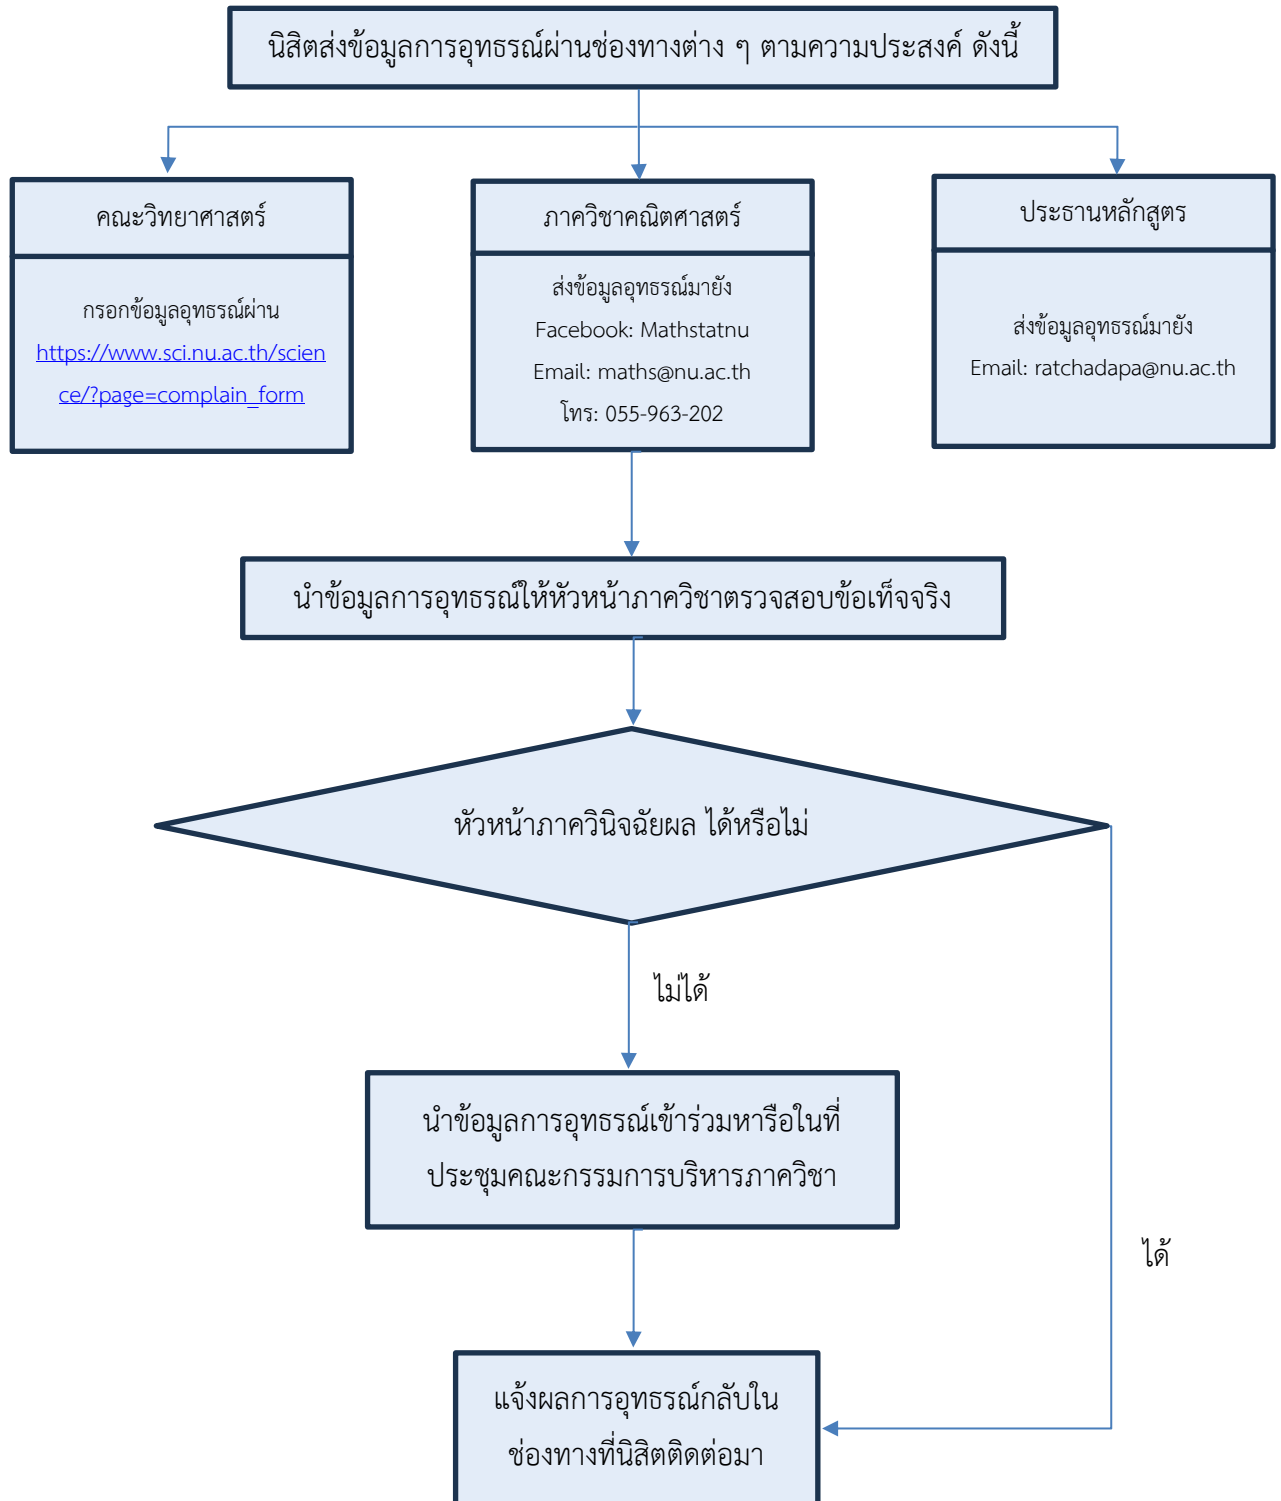 นิสิตส่งข้อมูลการอุทธรณ์ผ่านช่องทางต่าง ๆ ตามความประสงค์ ดังนี้
คณะวิทยาศาสตร์
กรอกข้อมูลอุทธรณ์ผ่าน
https://www.sci.nu.ac.th/scien
ce/?page=complain_form
ภาควิชาคณิตศาสตร์
ส่งข้อมูลอุทธรณ์มายัง
Facebook: Mathstatnu
Email: maths@nu.ac.th
โทร: 055-963-202
ประธานหลักสูตร
ส่งข้อมูลอุทธรณ์มายัง
Email: ratchadapa@nu.ac.th
นำข้อมูลการอุทธรณ์ให้หัวหน้าภาควิชาตรวจสอบข้อเท็จจริง
หัวหน้าภาควินิจฉัยผล ได้หรือไม่
ไม่ได้
นำข้อมูลการอุทธรณ์เข้าร่วมหารือในที่
ประชุมคณะกรรมการบริหารภาควิชา
ได้
แจ้งผลการอุทธรณ์กลับใน
ช่องทางที่นิสิตติดต่อมา